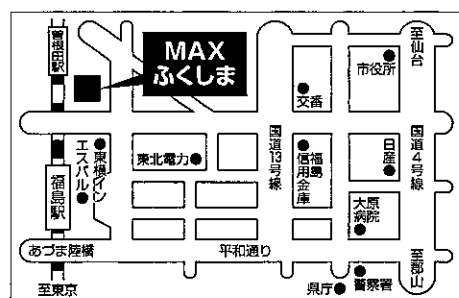 曽根田駅
MAX
ふくしま
至仙台
市役所
交番
東横イン
エスパル
東北電力
国道13号線
福島
信用金庫
日産
国道4号線
福島駅
大原
病院
あづま陸橋
平和通り
至郡山
警察署
県庁
至東京